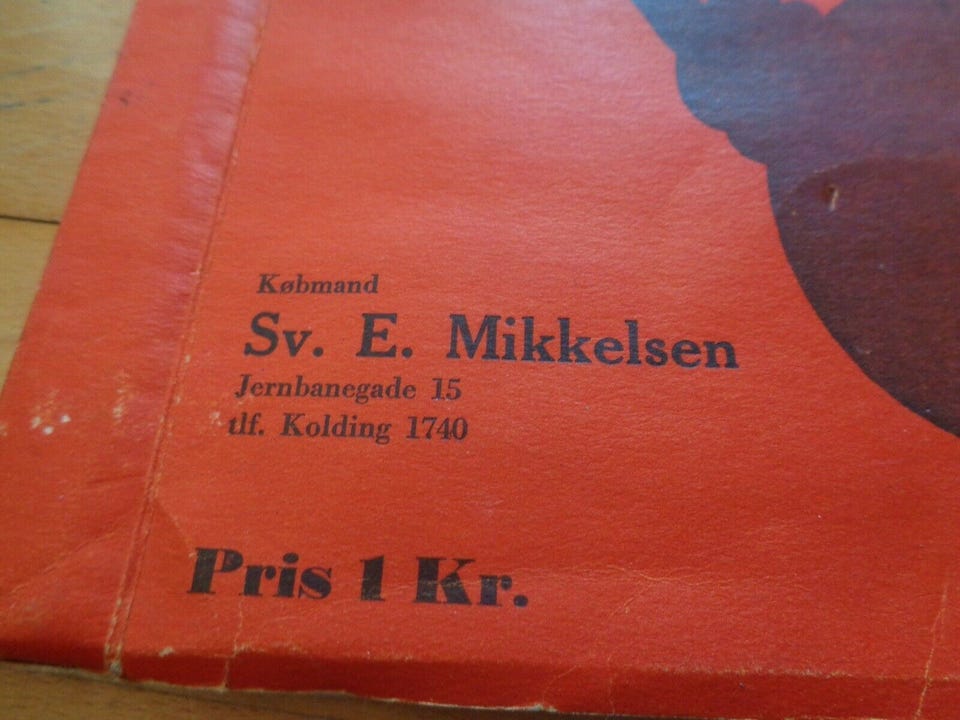 Købmand
Sv. E. Mikkelsen
Jernbanegade 15
tlf. Kolding 1740
Pris 1 Kr.